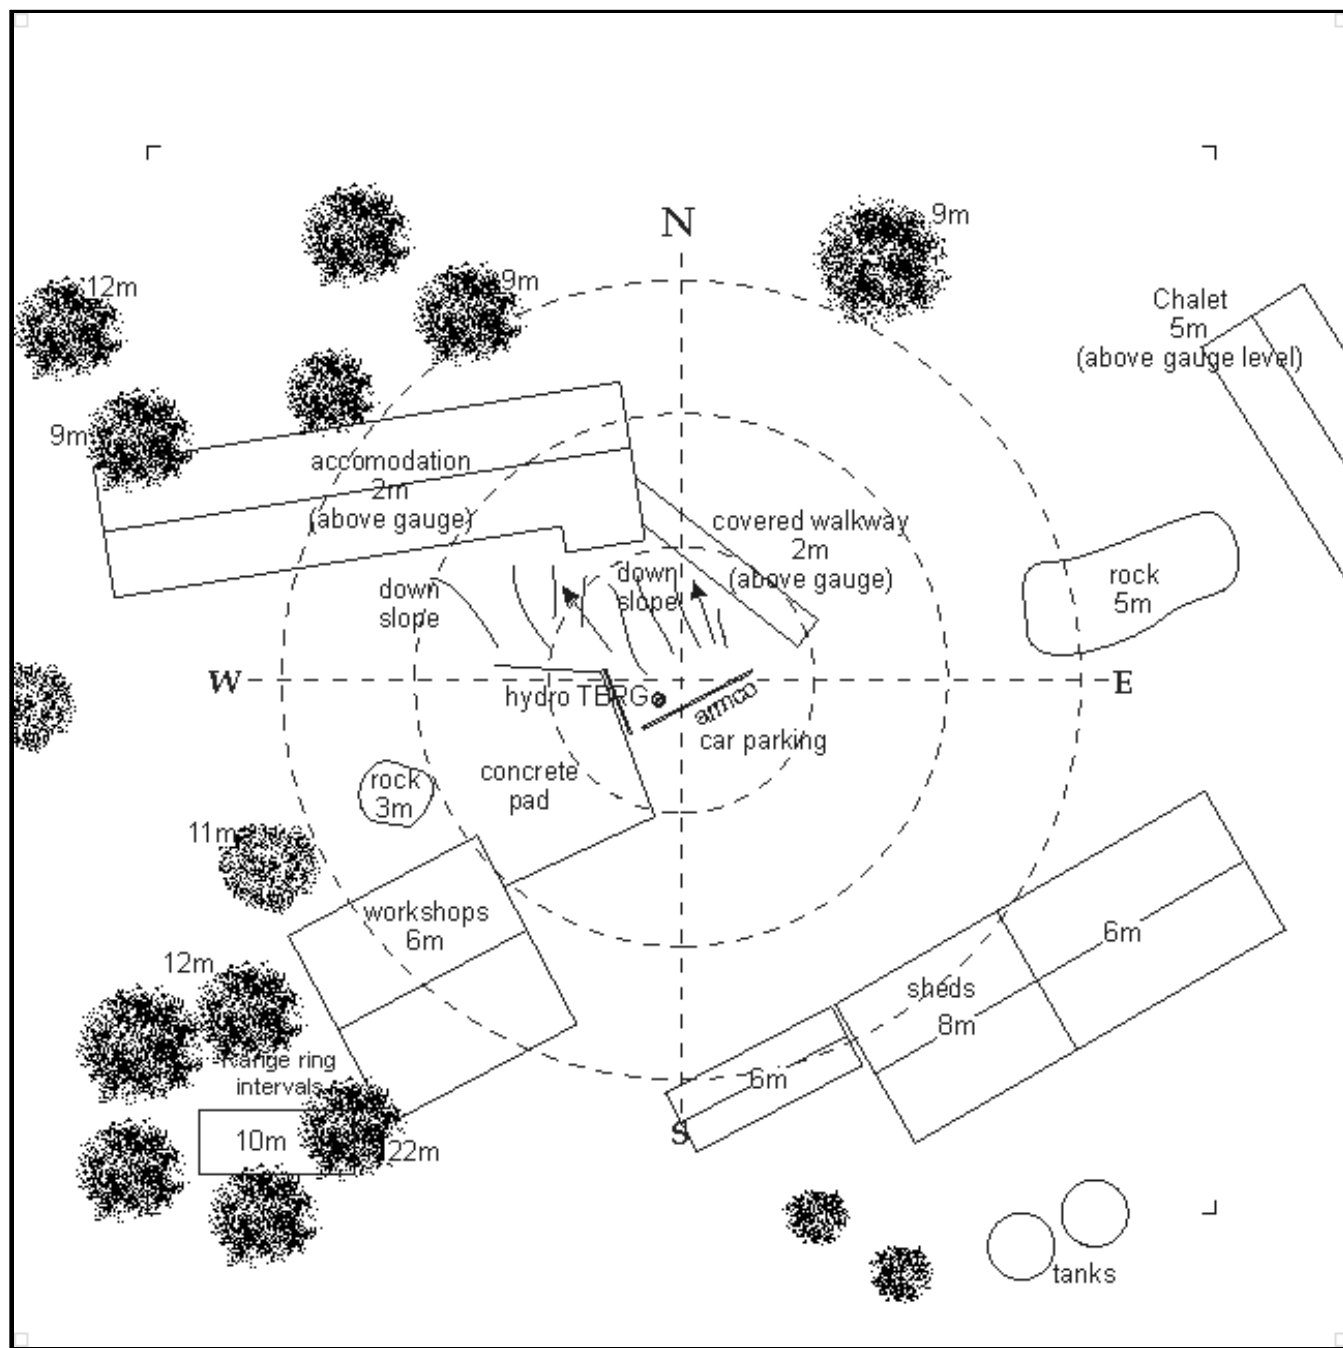 N
9m
12m
9m
Chalet
5m
(above gauge level)
9m
accomodation
2m
(above gauge)
covered walkway
2m
(above gauge)
down
slope
down
slope
rock
5m
W
E
hydro TBRG
armco
car parking
rock
3m
concrete
pad
11m
workshops
6m
6m
12m
sheds
8m
Range ring
intervals
6m
10m
22m
S
tanks